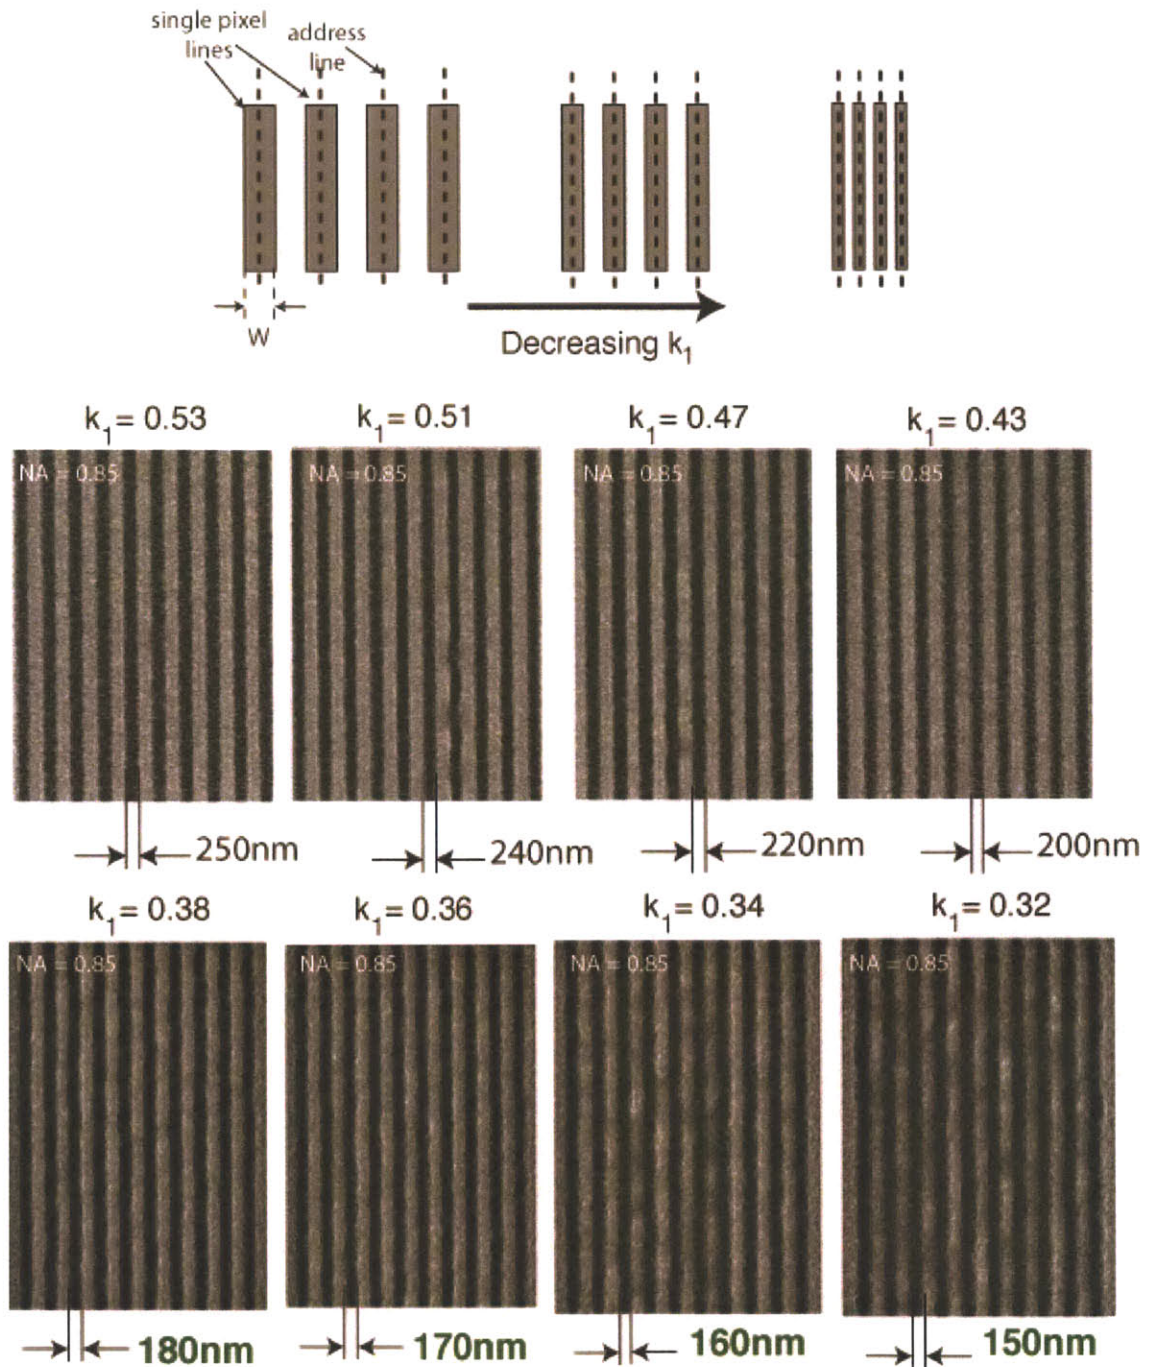 single pixel
lines
address
line
W
Decreasing k₁
k₁= 0.53
k₁= 0.51
k₁= 0.47
k₁= 0.43
NA = 0.85
NA = 0.85
NA = 0.85
NA = 0.85
250nm
240nm
220nm
200nm
k₁= 0.38
k₁= 0.36
k₁= 0.34
k₁= 0.32
NA = 0.85
NA = 0.85
NA = 0.85
NA = 0.85
180nm
170nm
160nm
150nm